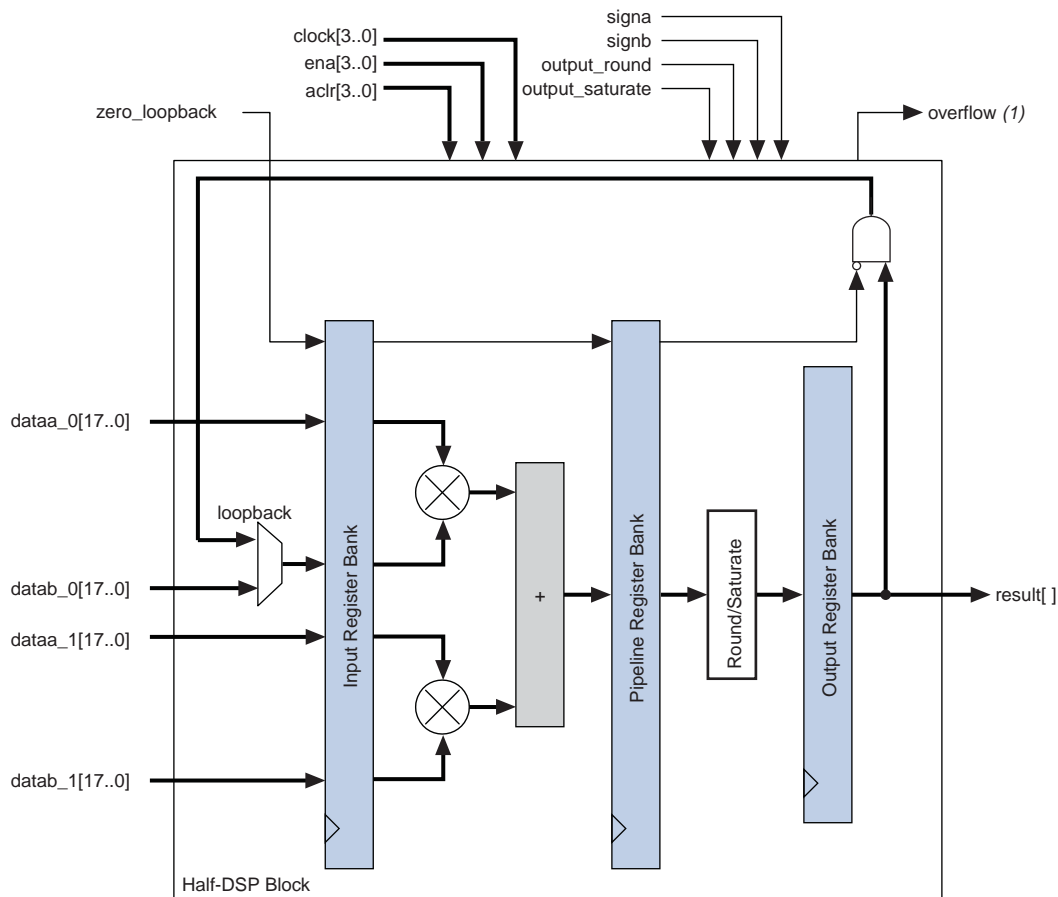 signa
clock[3..0]
signb
ena[3..0]
output_round
aclr[3..0]
output_saturate
zero_loopback
overflow (1)
dataa_0[17..0]
loopback
datab_0[17..0]
dataa_1[17..0]
datab_1[17..0]
Input Register Bank
+
Pipeline Register Bank
Round/Saturate
Output Register Bank
result[ ]
Half-DSP Block